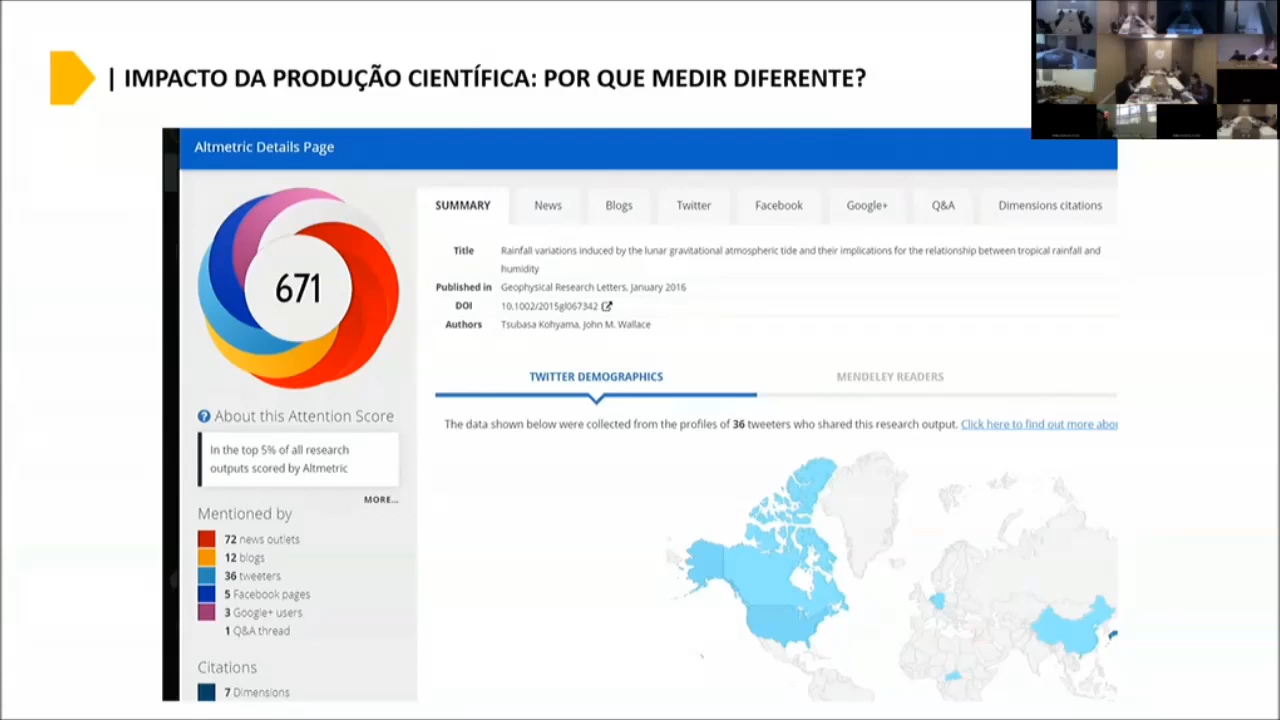 | IMPACTO DA PRODUÇÃO CIENTÍFICA: POR QUE MEDIR DIFERENTE?
Altmetric Details Page
671
? About this Attention Score
In the top 5% of all research
outputs scored by Altmetric
MORE...
Mentioned by
72 news outlets
12 blogs
36 tweeters
5 Facebook pages
3 Google+ users
1 Q&A thread
Citations
7 Dimensions
SUMMARY News Blogs Twitter Facebook Google+ Q&A Dimensions citations
Title Rainfall variations induced by the lunar gravitational atmospheric tide and their implications for the relationship between tropical rainfall and
humidity
Published in Geophysical Research Letters, January 2016
DOI 10.1002/2015gl067342
Authors Tsubasa Kohyama, John M. Wallace
TWITTER DEMOGRAPHICS MENDELEY READERS
The data shown below were collected from the profiles of 36 tweeters who shared this research output. Click here to find out more abou